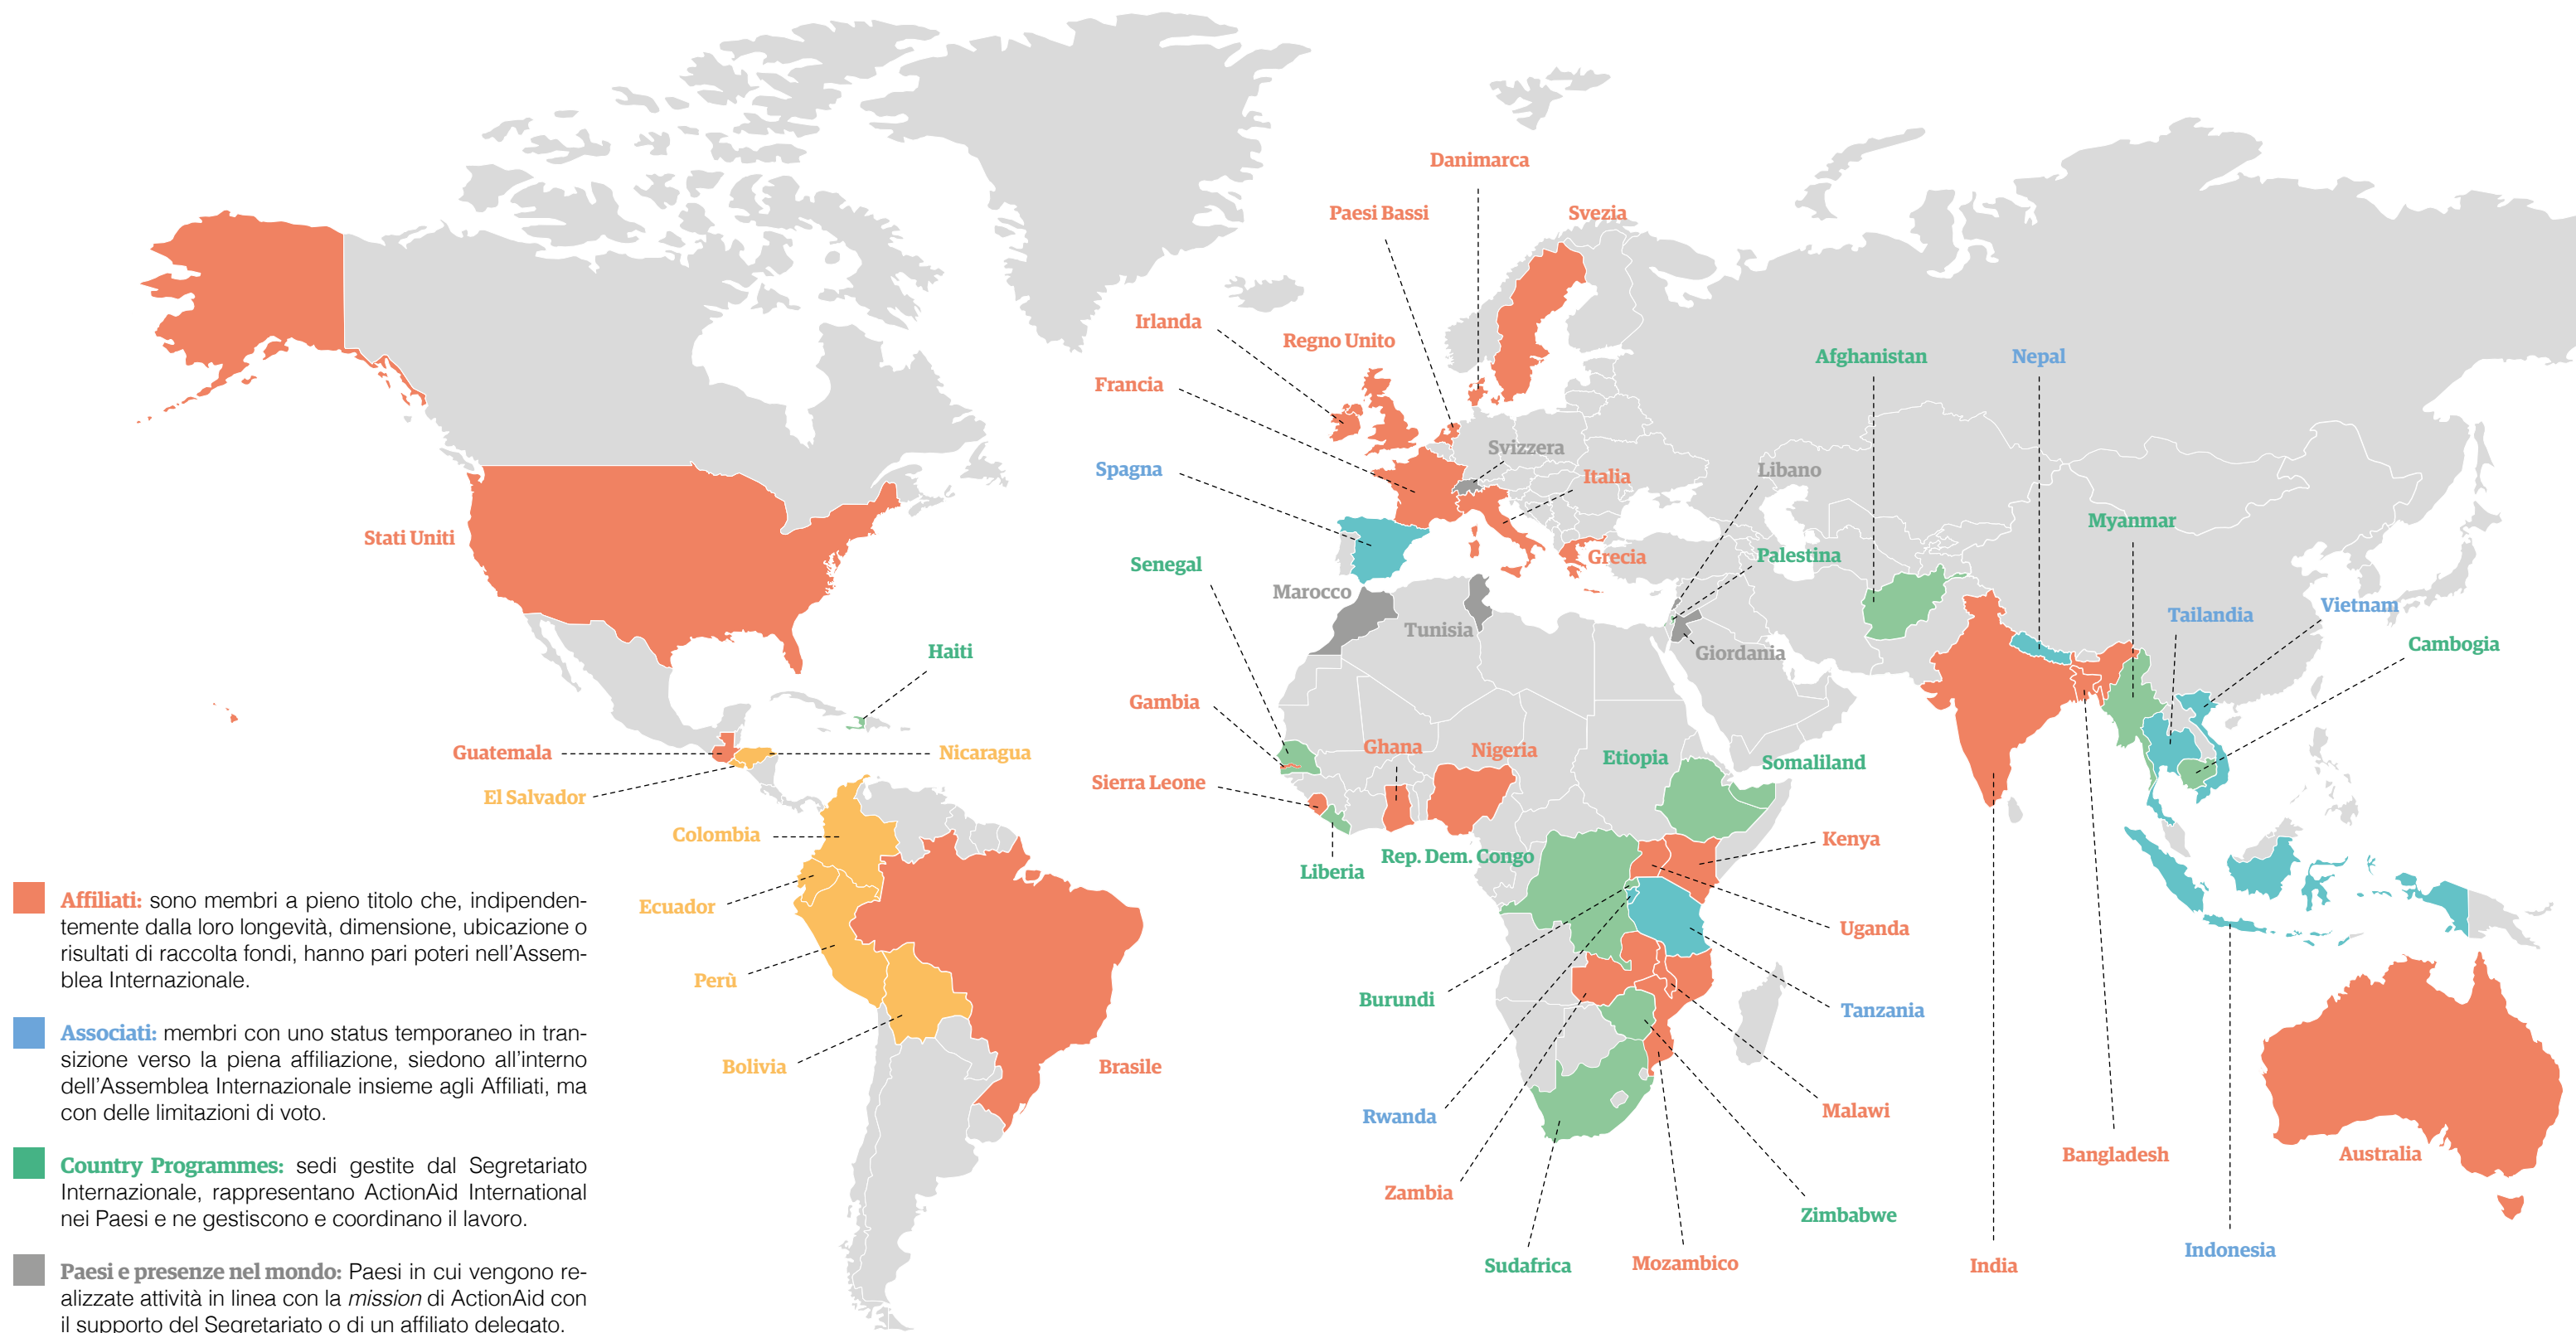 Danimarca
Paesi Bassi
Svezia
Irlanda
Regno Unito
Francia
Afghanistan
Nepal
Svizzera
Spagna
Italia
Libano
Myanmar
Stati Uniti
Senegal
Grecia
Palestina
Marocco
Tunisia
Vietnam
Tailandia
Haiti
Giordania
Cambogia
Gambia
Guatemala
Nicaragua
Ghana
Nigeria
Etiopia
Somaliland
El Salvador
Sierra Leone
Colombia
Kenya
Liberia
Rep. Dem. Congo
Ecuador
Uganda
Perù
Burundi
Tanzania
Bolivia
Brasile
Rwanda
Malawi
Bangladesh
Australia
Zambia
Zimbabwe
Sudafrica
Mozambico
India
Indonesia
Affiliati: sono membri a pieno titolo che, indipenden-
temente dalla loro longevità, dimensione, ubicazione o
risultati di raccolta fondi, hanno pari poteri nell'Assem-
blea Internazionale.
Associati: membri con uno status temporaneo in tran-
sizione verso la piena affiliazione, siedono all'interno
dell'Assemblea Internazionale insieme agli Affiliati, ma
con delle limitazioni di voto.
Country Programmes: sedi gestite dal Segretariato
Internazionale, rappresentano ActionAid International
nei Paesi e ne gestiscono e coordinano il lavoro.
Paesi e presenze nel mondo: Paesi in cui vengono re-
alizzate attività in linea con la mission di ActionAid con
il supporto del Segretariato o di un affiliato delegato.